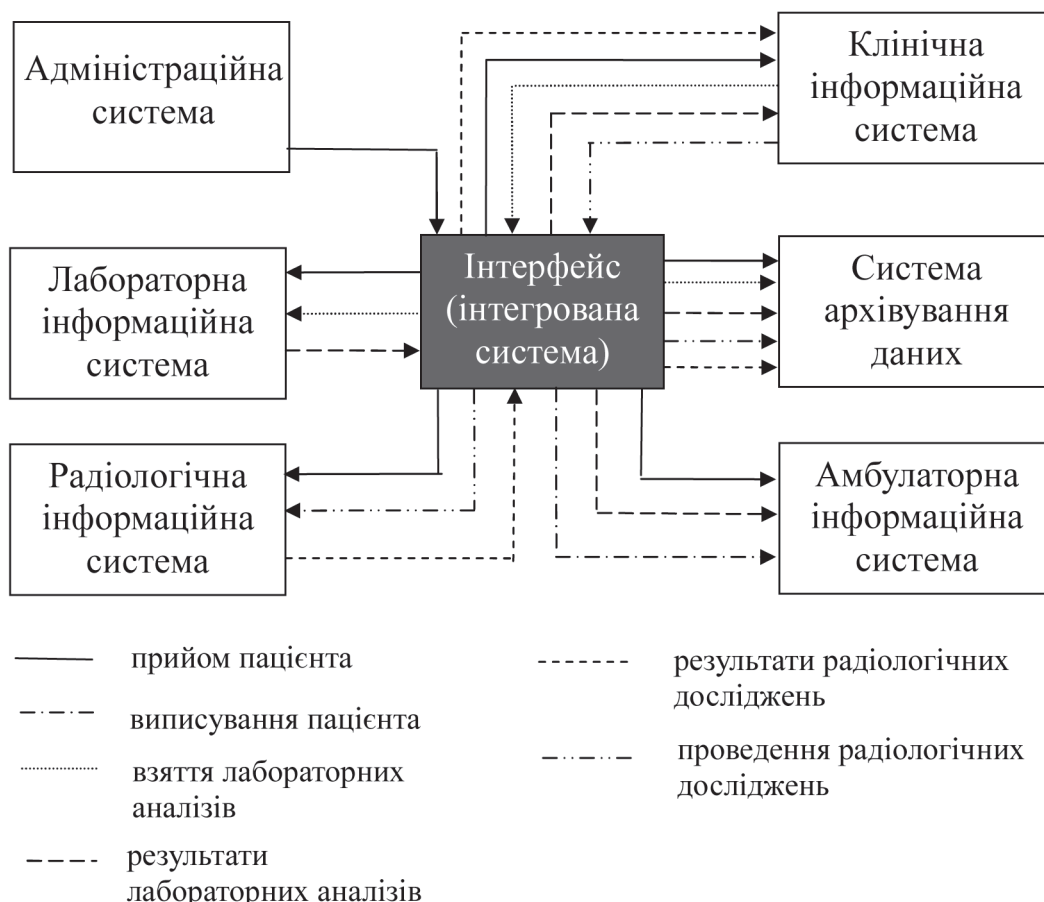 Адміністраційна
система
Клінічна
інформаційна
система
Лабораторна
інформаційна
система
Інтерфейс
(інтегрована
система)
Система
архівування
даних
Радіологічна
інформаційна
система
Амбулаторна
інформаційна
система
прийом пацієнта
виписування пацієнта
взяття лабораторних
аналізів
результати
лабораторних аналізів
результати радіологічних
досліджень
проведення радіологічних
досліджень